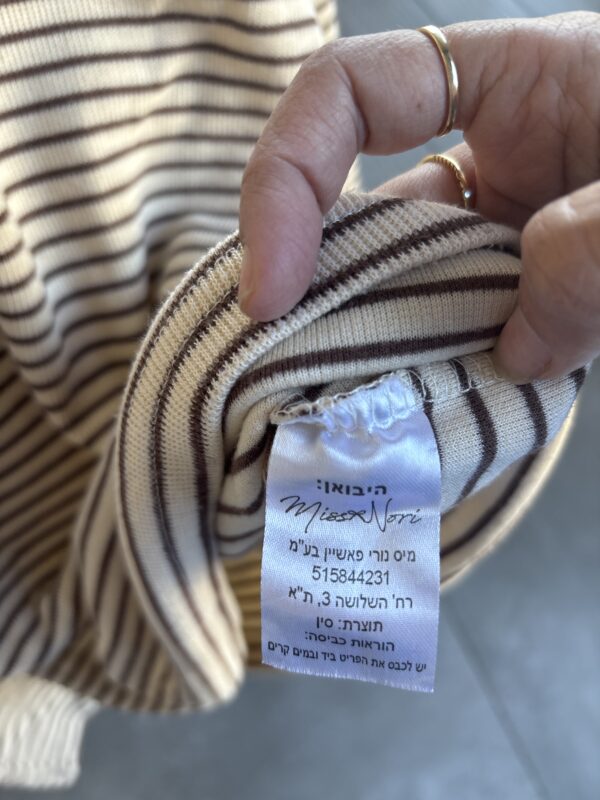 היבואן:
Miss Nori
מיס נורי פאשיין בע"מ
515844231
רח' השלושה 3, ת"א
תוצרת: סין
הוראות כביסה:
יש לכבס את הפריט ביד ובמים קרים